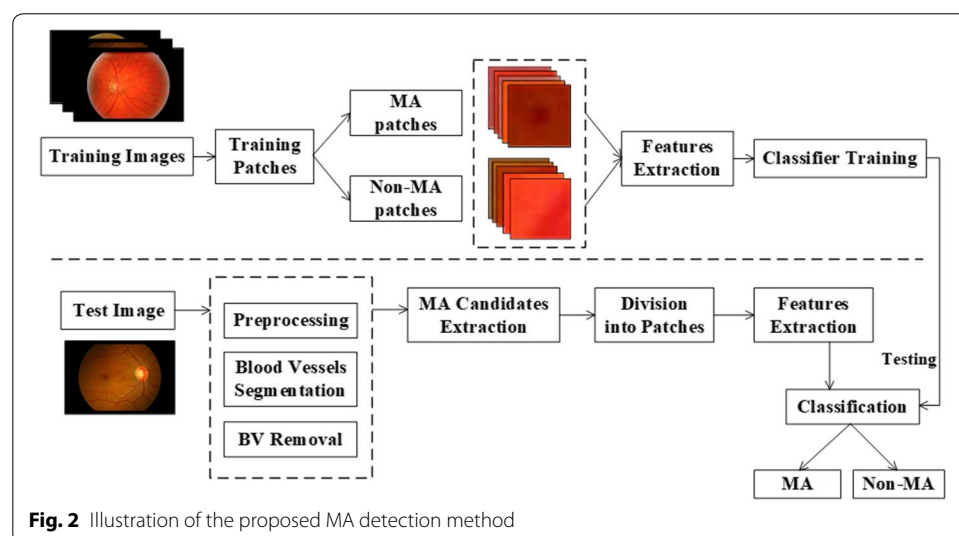 Training Images
Training
Patches
MA
patches
Non-MA
patches
Features
Extraction
Classifier Training
Test Image
Preprocessing
Blood Vessels
Segmentation
BV Removal
MA Candidates
Extraction
Division
into Patches
Features
Extraction
Testing
Classification
MA
Non-MA
Fig. 2 Illustration of the proposed MA detection method